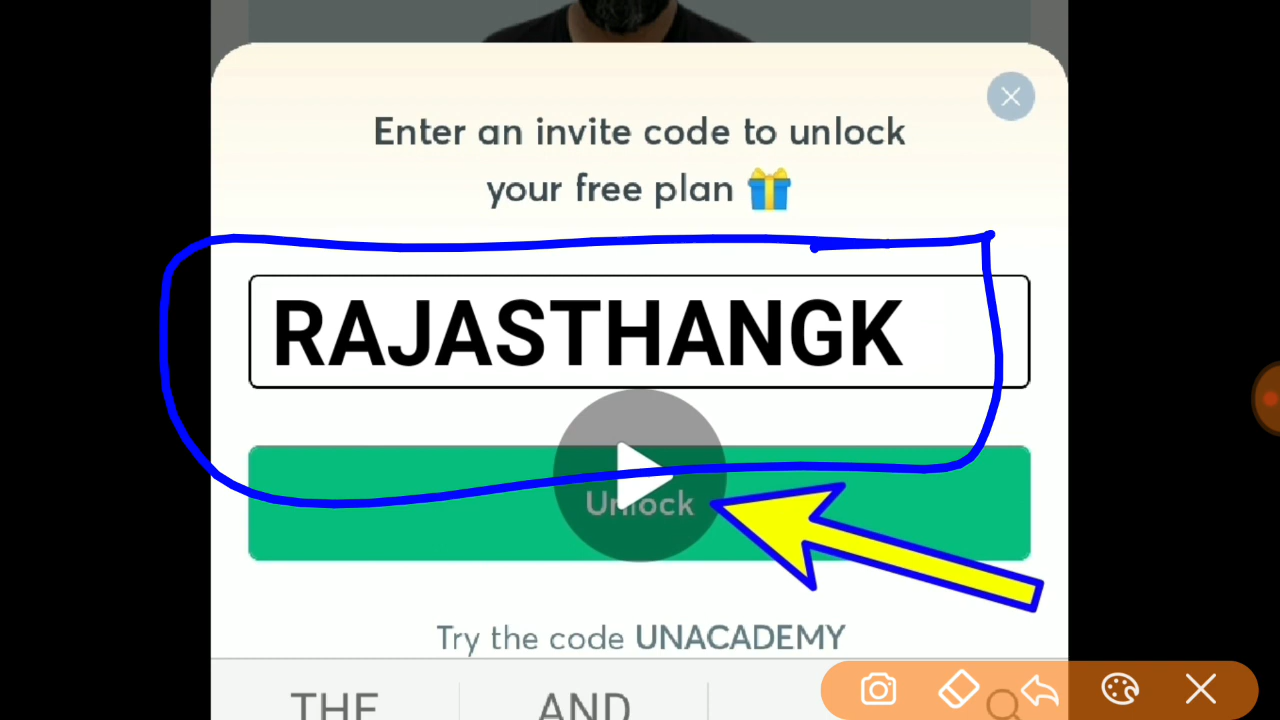 Enter an invite code to unlock
your free plan
RAJASTHANGK
Unlock
Try the code UNACADEMY
THE AND